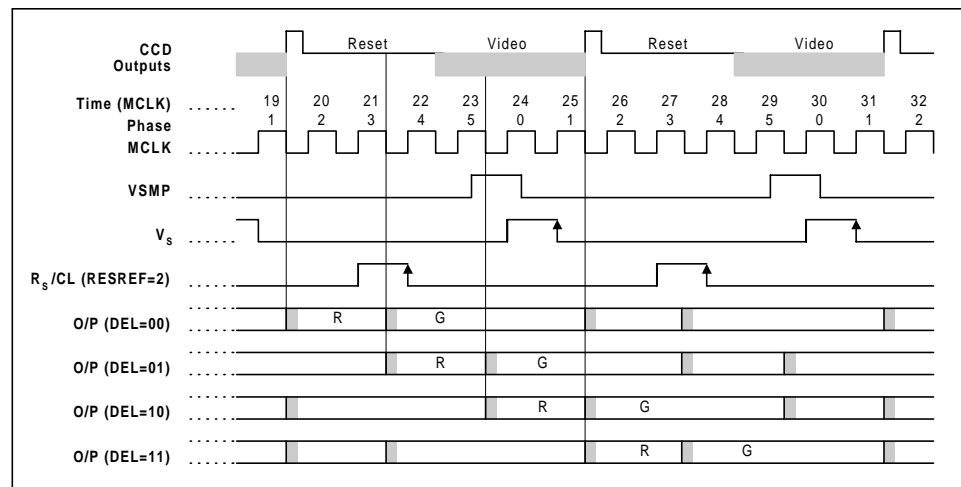 CCD Outputs Reset Video Reset Video
Time (MCLK) ...... 19 20 21 22 23 24 25 26 27 28 29 30 31 32
Phase 1 2 3 4 5 0 1 2 3 4 5 0 1 2
MCLK ......
VSMP ......
Vs ......
Rs/CL (RESREF=2) ......
O/P (DEL=00) ...... R G
O/P (DEL=01) ...... R G
O/P (DEL=10) ...... R G
O/P (DEL=11) ...... R G